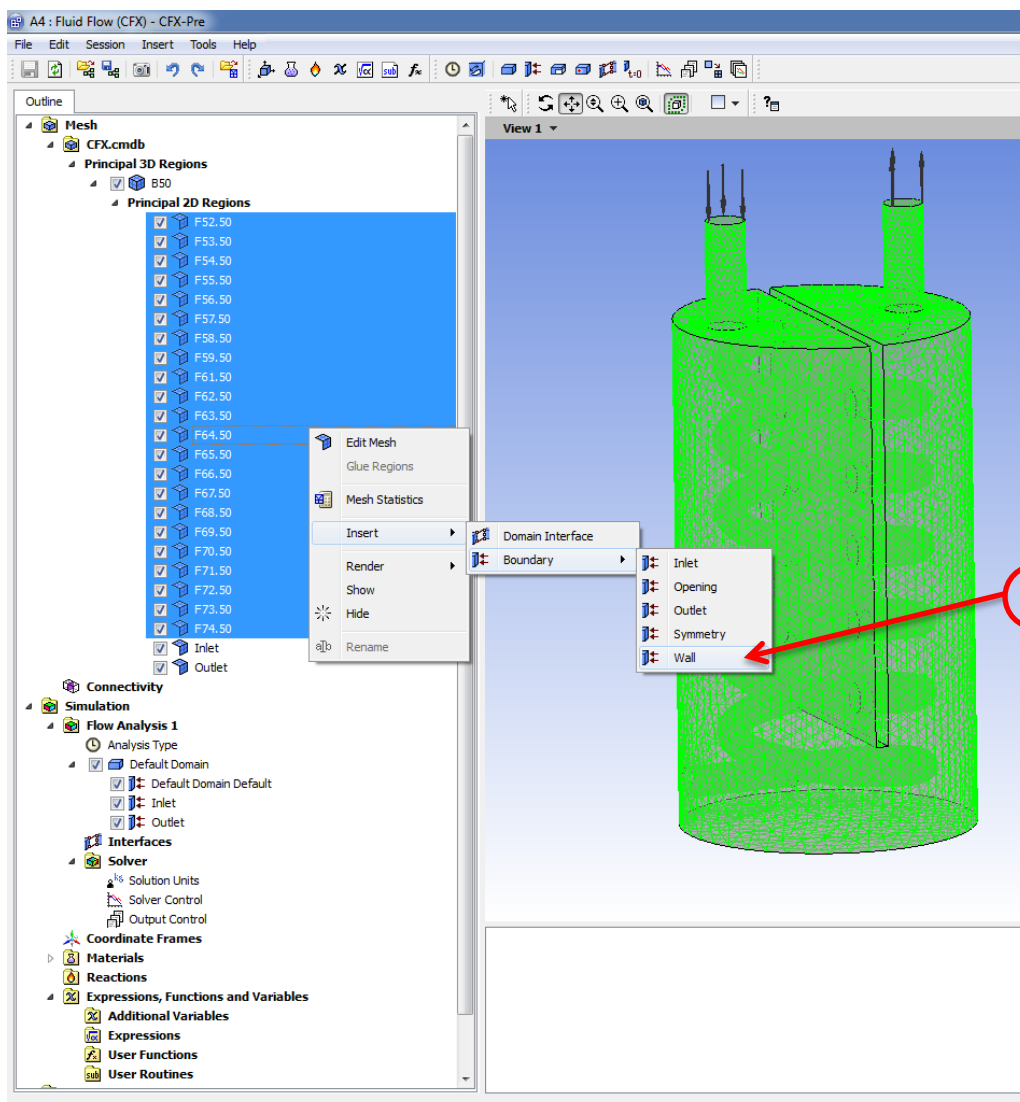 A4 : Fluid Flow (CFX) - CFX-Pre
File Edit Session Insert Tools Help
Outline
View 1
Mesh
CFX.cmdb
Principal 3D Regions
B50
Principal 2D Regions
F52.50
F53.50
F54.50
F55.50
F56.50
F57.50
F58.50
F59.50
F61.50
F62.50
F63.50
F64.50
F65.50
F66.50
F67.50
F68.50
F69.50
F70.50
F71.50
F72.50
F73.50
F74.50
Inlet
Outlet
Connectivity
Simulation
Flow Analysis 1
Analysis Type
Default Domain
Default Domain Default
Inlet
Outlet
Interfaces
Solver
Solution Units
Solver Control
Output Control
Coordinate Frames
Materials
Reactions
Expressions, Functions and Variables
Additional Variables
Expressions
User Functions
User Routines
Edit Mesh
Glue Regions
Mesh Statistics
Insert
Render
Show
Hide
Rename
Domain Interface
Boundary
Inlet
Opening
Outlet
Symmetry
Wall